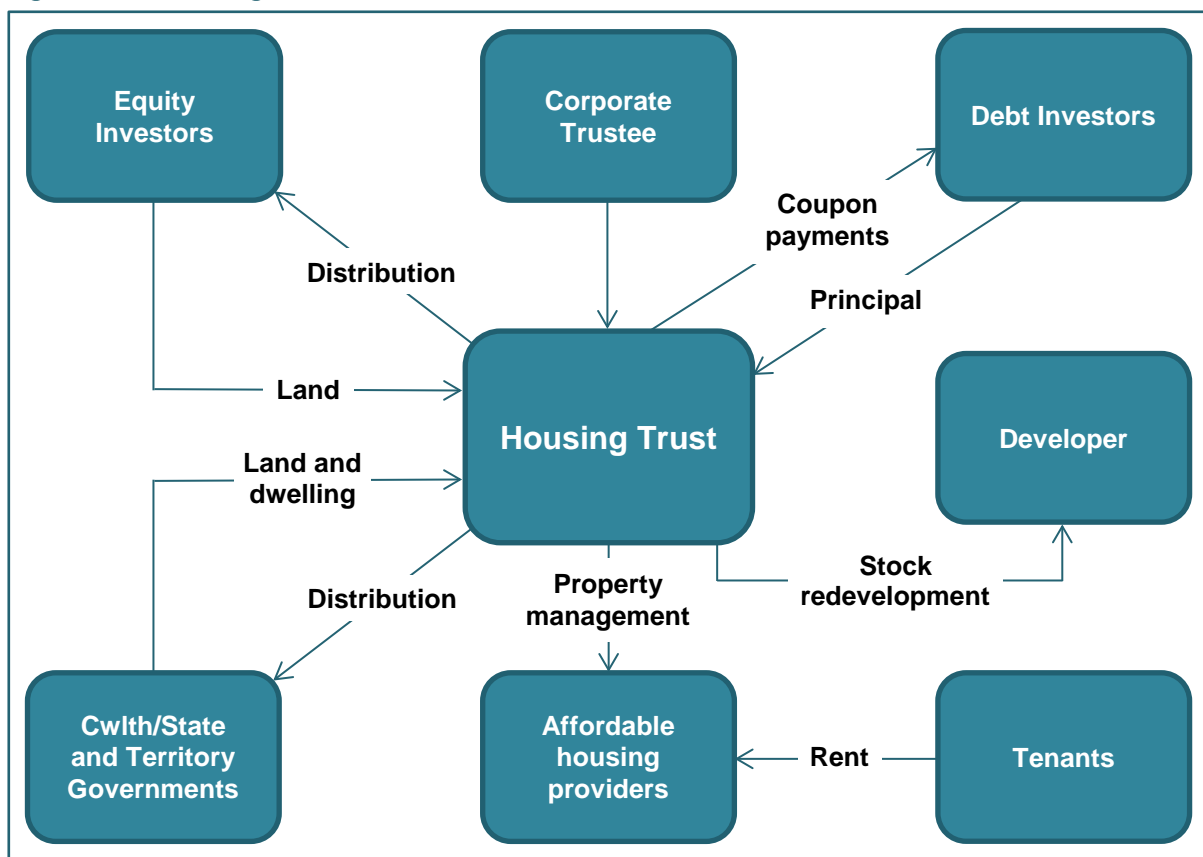 Equity
Investors
Corporate
Trustee
Debt Investors
Coupon
payments
Distribution
Principal
Land
Housing Trust
Developer
Land and
dwelling
Stock
redevelopment
Property
management
Distribution
Cwlth/State
and Territory
Governments
Affordable
housing
providers
Rent
Tenants